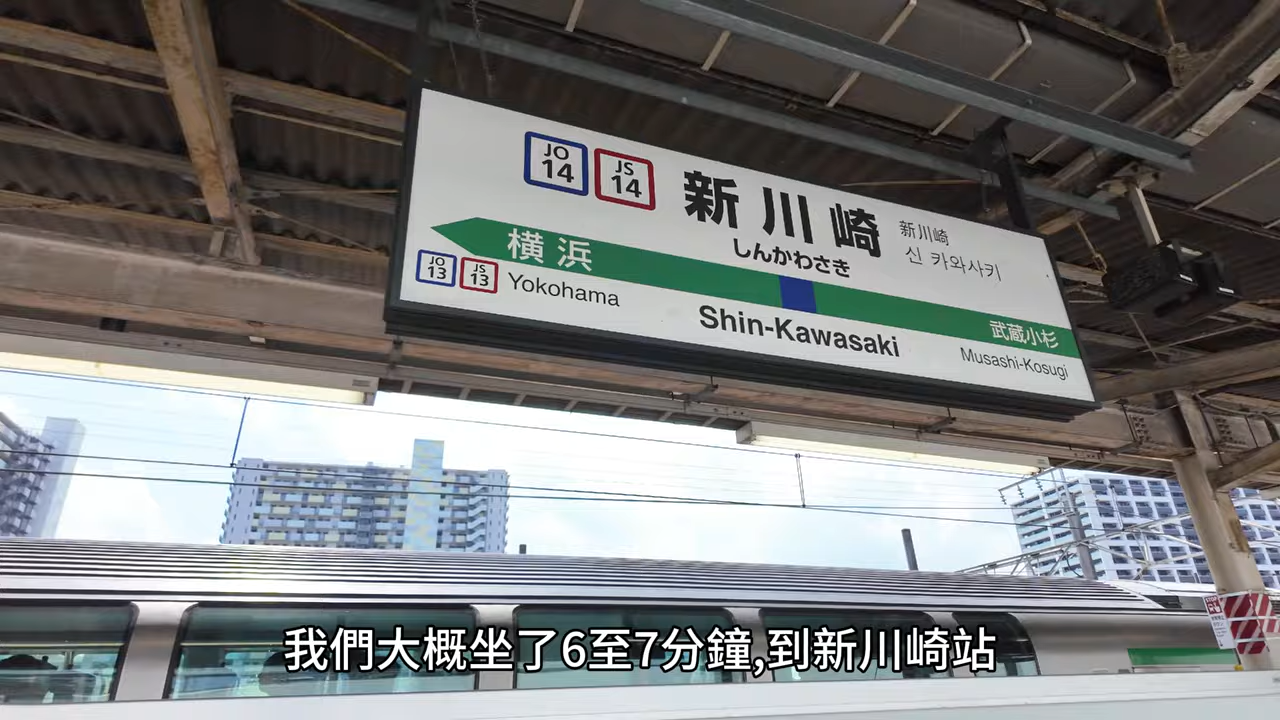 JO
14
JS
14
新川崎
しんかわさき
新川崎
신 카와사키
横浜
JO
13
JS
13
Yokohama
Shin-Kawasaki
武蔵小杉
Musashi-Kosugi
我們大概坐了6至7分鐘,到新川崎站